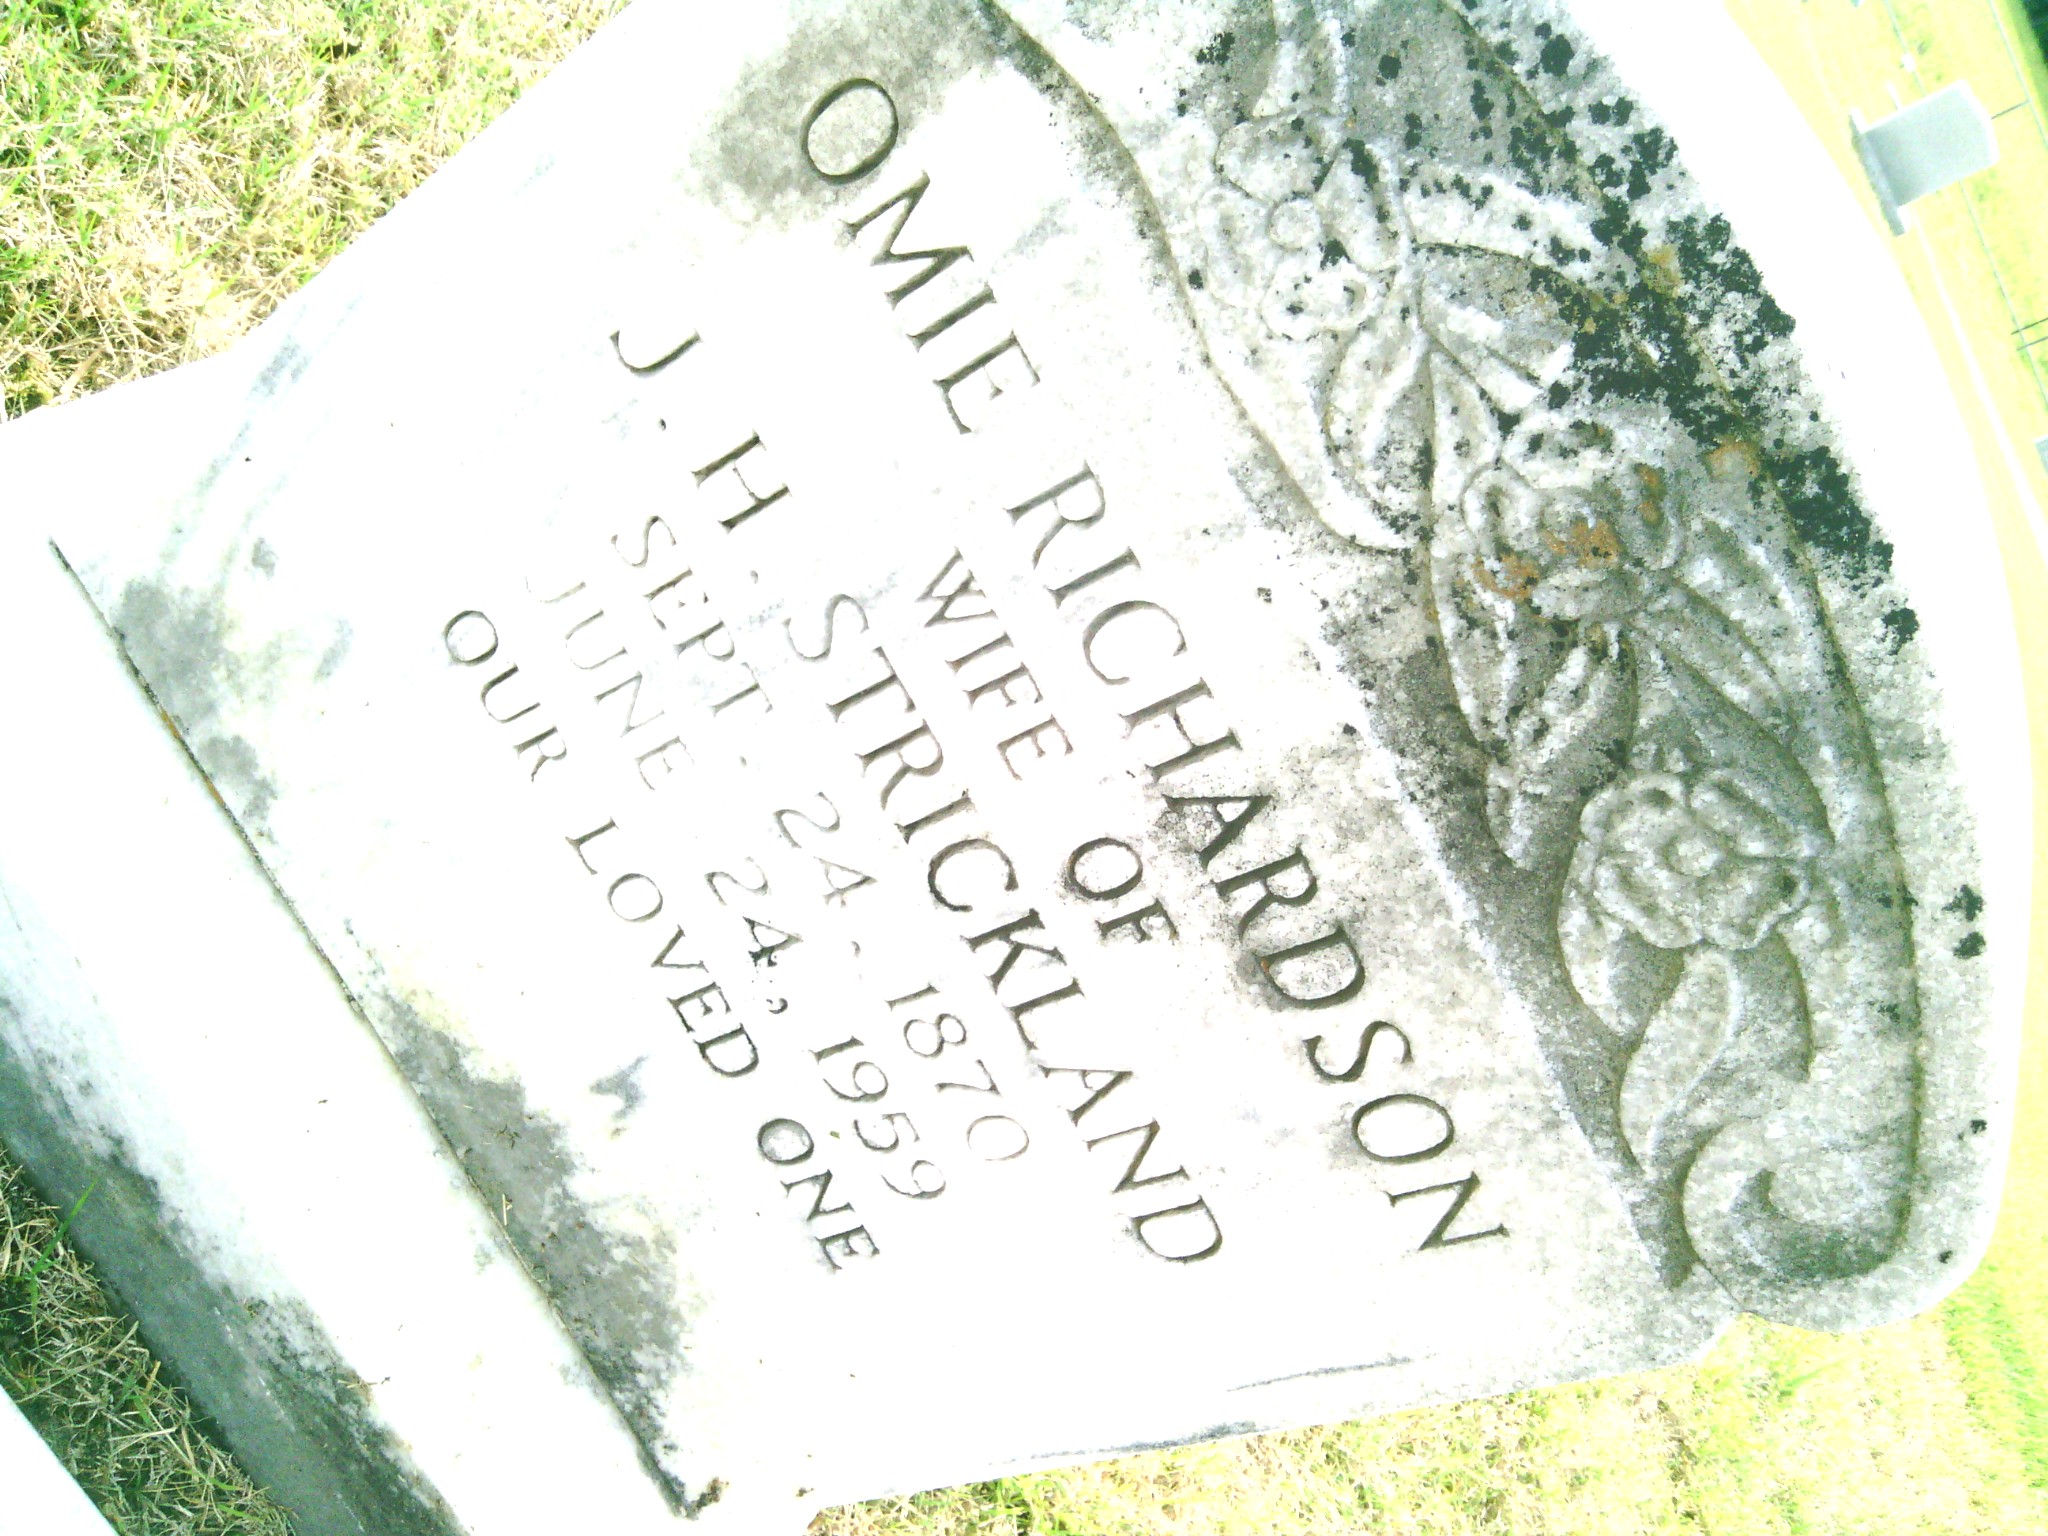 OMIE RICHARDSON
WIFE OF
J. H. STRICKLAND
SEPT. 24, 1870
JUNE 24, 1959
OUR LOVED ONE